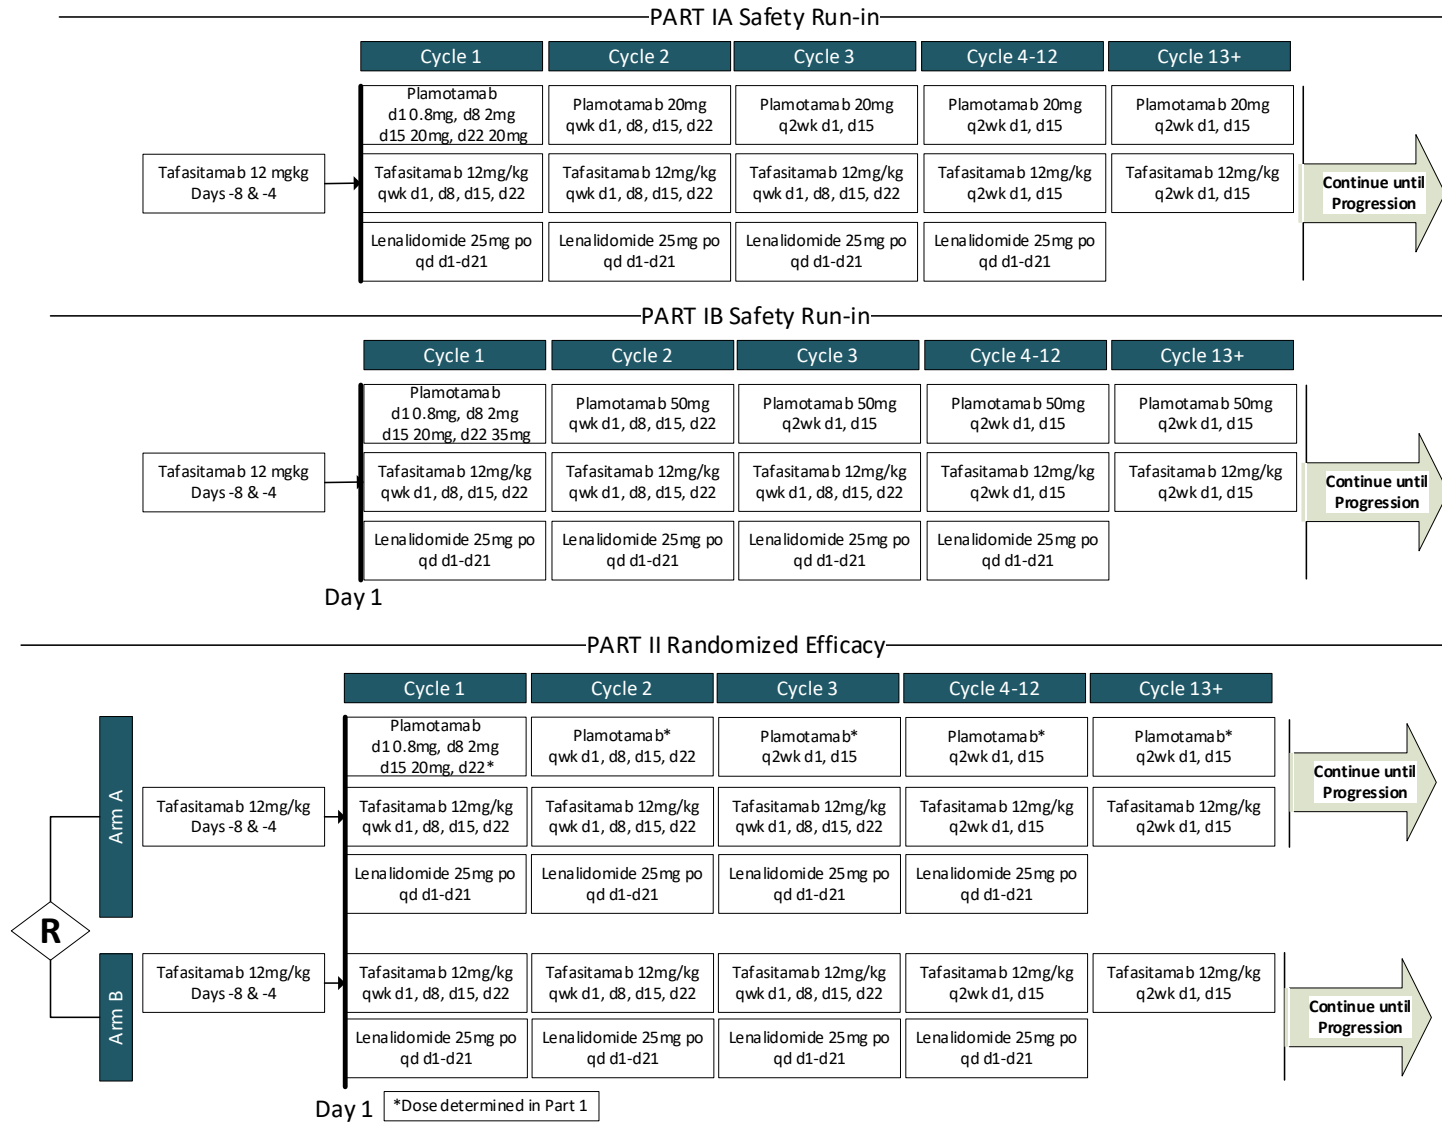 PART IA Safety Run-in
Cycle 1
Cycle 2
Cycle 3
Cycle 4-12
Cycle 13+
Plamotamab
d1 0.8mg, d8 2mg
d15 20mg, d22 20mg
Plamotamab 20mg
qwk d1, d8, d15, d22
Plamotamab 20mg
q2wk d1, d15
Plamotamab 20mg
q2wk d1, d15
Plamotamab 20mg
q2wk d1, d15
Tafasitamab 12 mgkg
Days -8 & -4
Tafasitamab 12mg/kg
qwk d1, d8, d15, d22
Tafasitamab 12mg/kg
qwk d1, d8, d15, d22
Tafasitamab 12mg/kg
qwk d1, d8, d15, d22
Tafasitamab 12mg/kg
q2wk d1, d15
Tafasitamab 12mg/kg
q2wk d1, d15
Continue until
Progression
Lenalidomide 25mg po
qd d1-d21
Lenalidomide 25mg po
qd d1-d21
Lenalidomide 25mg po
qd d1-d21
Lenalidomide 25mg po
qd d1-d21
PART IB Safety Run-in
Cycle 1
Cycle 2
Cycle 3
Cycle 4-12
Cycle 13+
Plamotamab
d1 0.8mg, d8 2mg
d15 20mg, d22 35mg
Plamotamab 50mg
qwk d1, d8, d15, d22
Plamotamab 50mg
q2wk d1, d15
Plamotamab 50mg
q2wk d1, d15
Plamotamab 50mg
q2wk d1, d15
Tafasitamab 12 mgkg
Days -8 & -4
Tafasitamab 12mg/kg
qwk d1, d8, d15, d22
Tafasitamab 12mg/kg
qwk d1, d8, d15, d22
Tafasitamab 12mg/kg
qwk d1, d8, d15, d22
Tafasitamab 12mg/kg
q2wk d1, d15
Tafasitamab 12mg/kg
q2wk d1, d15
Continue until
Progression
Lenalidomide 25mg po
qd d1-d21
Lenalidomide 25mg po
qd d1-d21
Lenalidomide 25mg po
qd d1-d21
Lenalidomide 25mg po
qd d1-d21
Day 1
PART II Randomized Efficacy
Cycle 1
Cycle 2
Cycle 3
Cycle 4-12
Cycle 13+
R
Arm A
Plamotamab
d1 0.8mg, d8 2mg
d15 20mg, d22*
Plamotamab*
qwk d1, d8, d15, d22
Plamotamab*
q2wk d1, d15
Plamotamab*
q2wk d1, d15
Plamotamab*
q2wk d1, d15
Tafasitamab 12mg/kg
Days -8 & -4
Tafasitamab 12mg/kg
qwk d1, d8, d15, d22
Tafasitamab 12mg/kg
qwk d1, d8, d15, d22
Tafasitamab 12mg/kg
qwk d1, d8, d15, d22
Tafasitamab 12mg/kg
q2wk d1, d15
Tafasitamab 12mg/kg
q2wk d1, d15
Continue until
Progression
Lenalidomide 25mg po
qd d1-d21
Lenalidomide 25mg po
qd d1-d21
Lenalidomide 25mg po
qd d1-d21
Lenalidomide 25mg po
qd d1-d21
Arm B
Tafasitamab 12mg/kg
Days -8 & -4
Tafasitamab 12mg/kg
qwk d1, d8, d15, d22
Tafasitamab 12mg/kg
qwk d1, d8, d15, d22
Tafasitamab 12mg/kg
qwk d1, d8, d15, d22
Tafasitamab 12mg/kg
q2wk d1, d15
Tafasitamab 12mg/kg
q2wk d1, d15
Continue until
Progression
Lenalidomide 25mg po
qd d1-d21
Lenalidomide 25mg po
qd d1-d21
Lenalidomide 25mg po
qd d1-d21
Lenalidomide 25mg po
qd d1-d21
Day 1
*Dose determined in Part 1